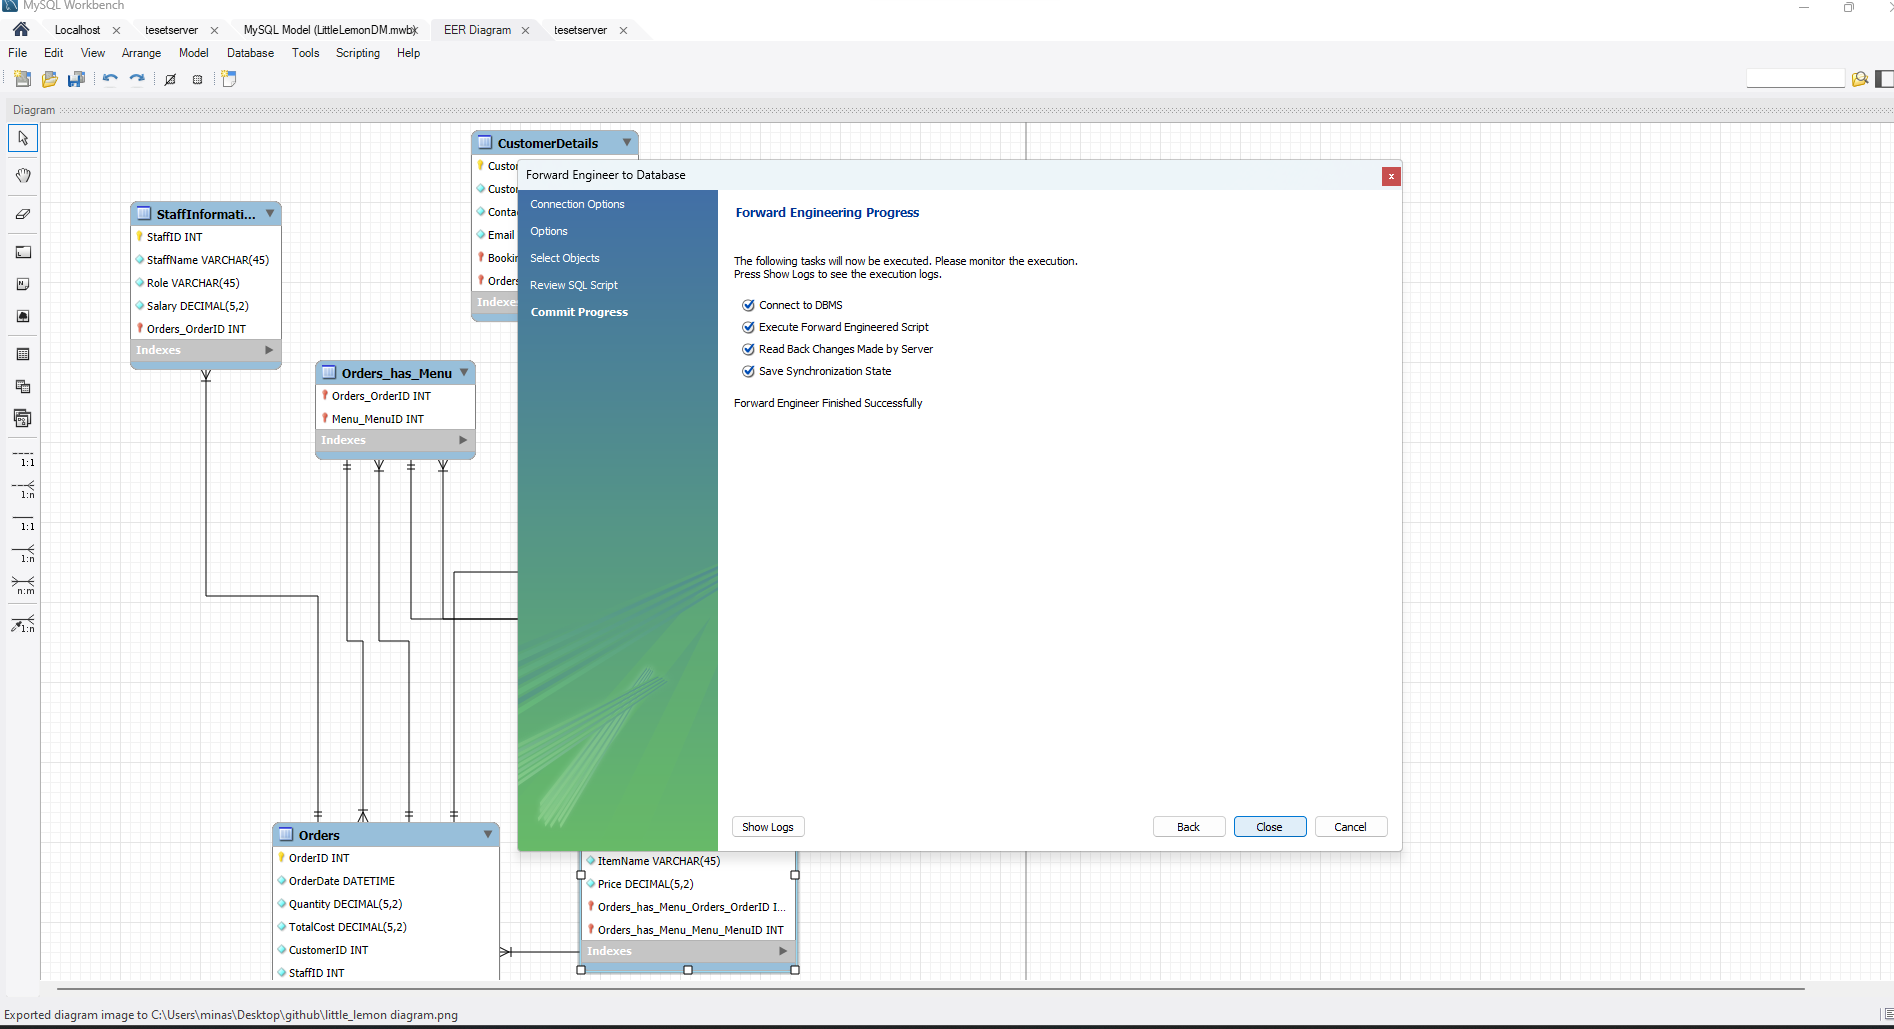 MySQL Workbench
Localhost
tesetserver
MySQL Model (LittleLemonDM.mwb)
EER Diagram
tesetserver
File Edit View Arrange Model Database Tools Scripting Help
Diagram
CustomerDetails
Email
Indexes
StaffInformati...
StaffID INT
StaffName VARCHAR(45)
Role VARCHAR(45)
Salary DECIMAL(5,2)
Orders_OrderID INT
Indexes
Orders_has_Menu
Orders_OrderID INT
Menu_MenuID INT
Indexes
1:1
1:n
1:1
1:n
n:m
1:n
Forward Engineer to Database
Connection Options
Options
Select Objects
Review SQL Script
Commit Progress
Forward Engineering Progress
The following tasks will now be executed. Please monitor the execution.
Press Show Logs to see the execution logs.
Connect to DBMS
Execute Forward Engineered Script
Read Back Changes Made by Server
Save Synchronization State
Forward Engineer Finished Successfully
Show Logs
Back
Close
Cancel
Orders
OrderID INT
OrderDate DATETIME
Quantity DECIMAL(5,2)
TotalCost DECIMAL(5,2)
CustomerID INT
StaffID INT
ItemName VARCHAR(45)
Price DECIMAL(5,2)
Orders_has_Menu_Orders_OrderID I...
Orders_has_Menu_Menu_MenuID INT
Indexes
Exported diagram image to C:\Users\minas\Desktop\github\little_lemon diagram.png